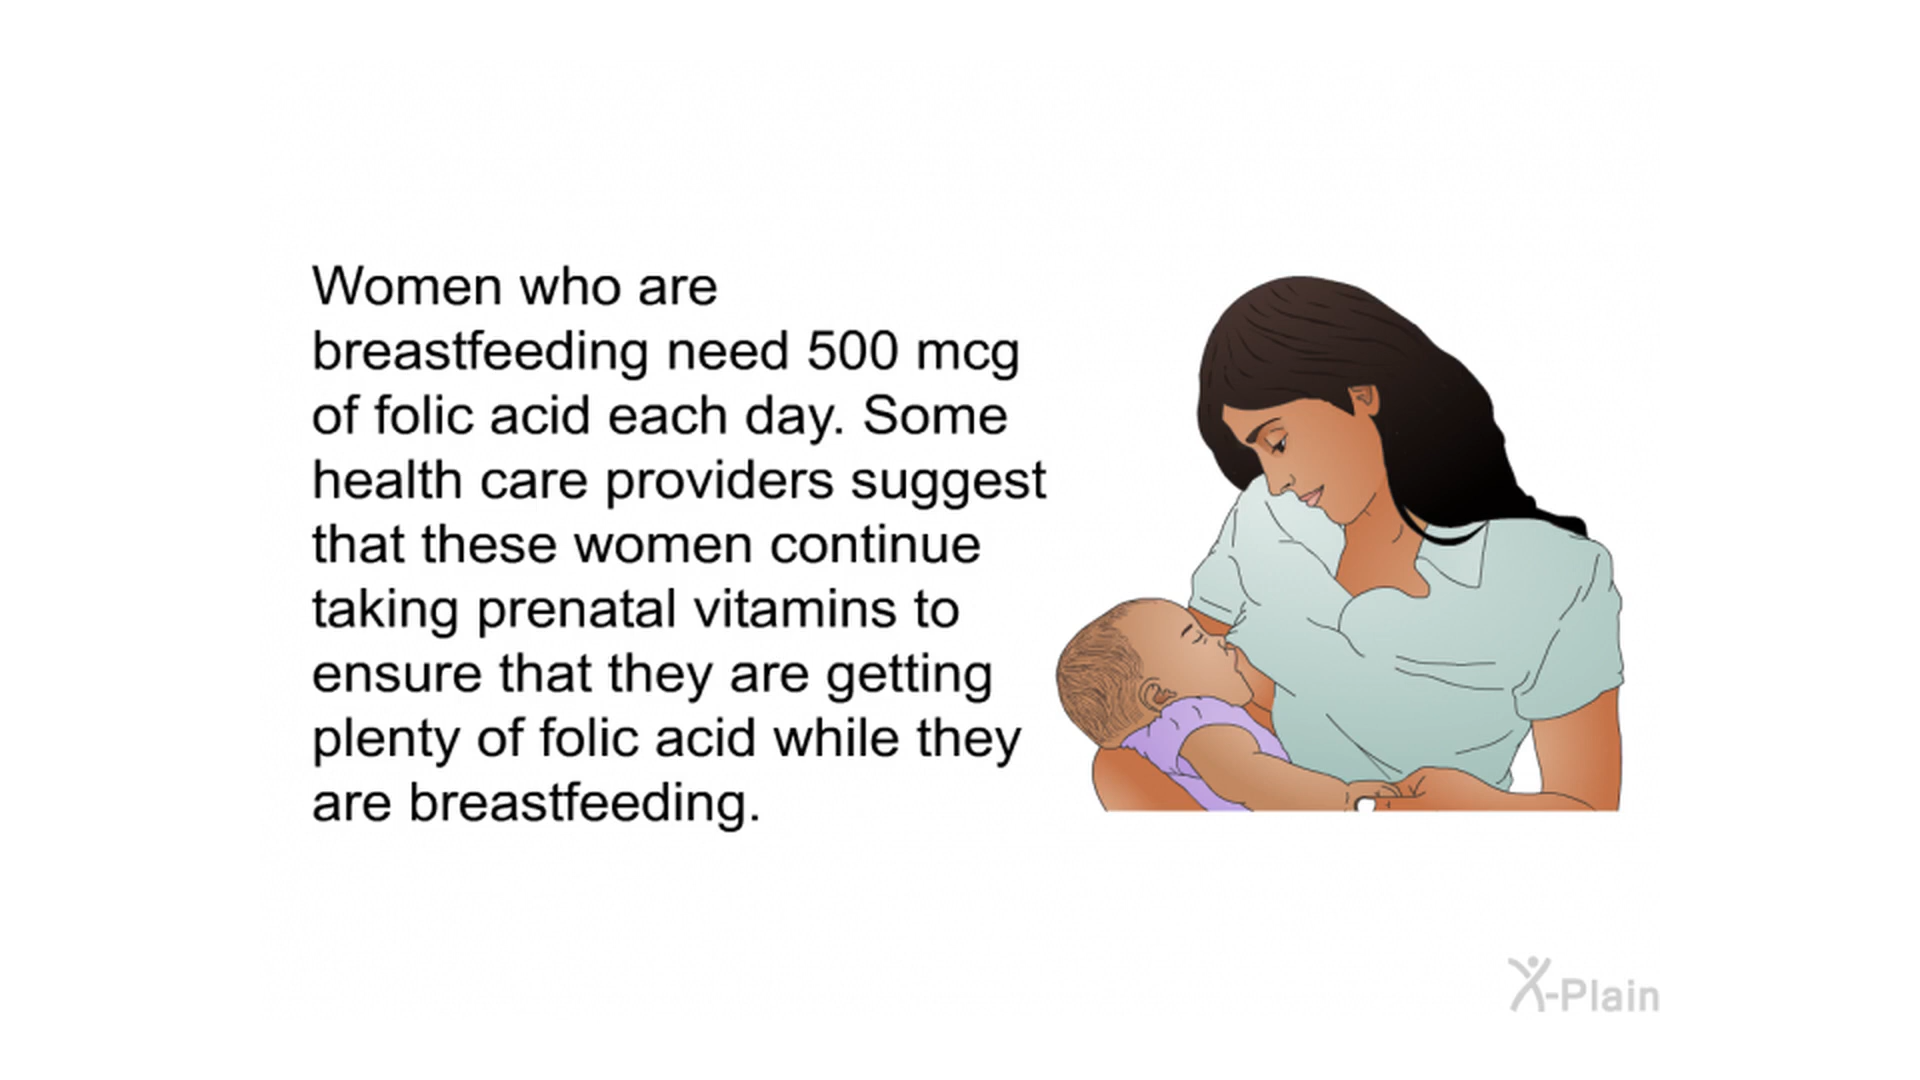 Women who are
breastfeeding need 500 mcg
of folic acid each day. Some
health care providers suggest
that these women continue
taking prenatal vitamins to
ensure that they are getting
plenty of folic acid while they
are breastfeeding.
X-Plain